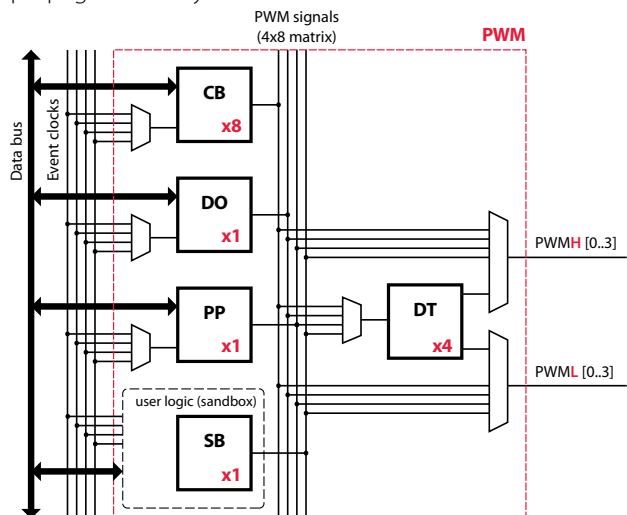 PWM signals
(4x8 matrix)
PWM
Data bus
Event clocks
CB
x8
DO
x1
PWMH [0..3]
PP
x1
DT
x4
PWML [0..3]
user logic (sandbox)
SB
x1